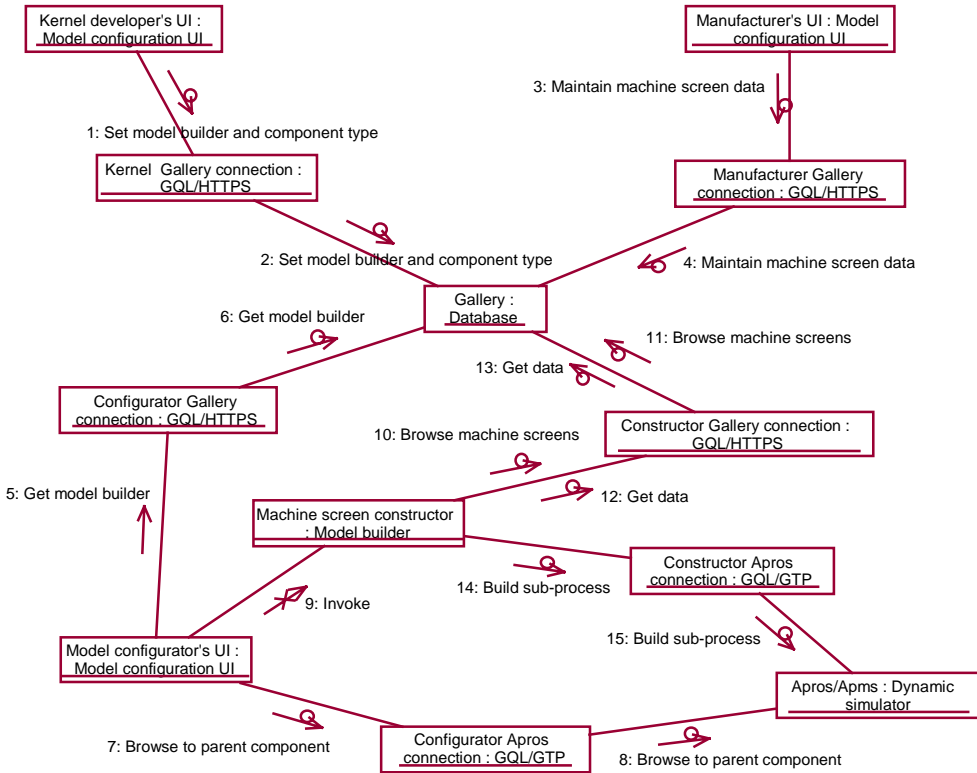 Kernel developer's UI :
Model configuration UI
Manufacturer's UI : Model
configuration UI
3: Maintain machine screen data
1: Set model builder and component type
Kernel  Gallery connection :
GQL/HTTPS
Manufacturer Gallery
connection : GQL/HTTPS
2: Set model builder and component type
4: Maintain machine screen data
Gallery :
Database
6: Get model builder
11: Browse machine screens
13: Get data
Configurator Gallery
connection : GQL/HTTPS
Constructor Gallery connection :
GQL/HTTPS
10: Browse machine screens
5: Get model builder
12: Get data
Machine screen constructor
: Model builder
Constructor Apros
connection : GQL/GTP
14: Build sub-process
9: Invoke
15: Build sub-process
Model configurator's UI :
Model configuration UI
Apros/Apms : Dynamic
simulator
7: Browse to parent component
Configurator Apros
connection : GQL/GTP
8: Browse to parent component